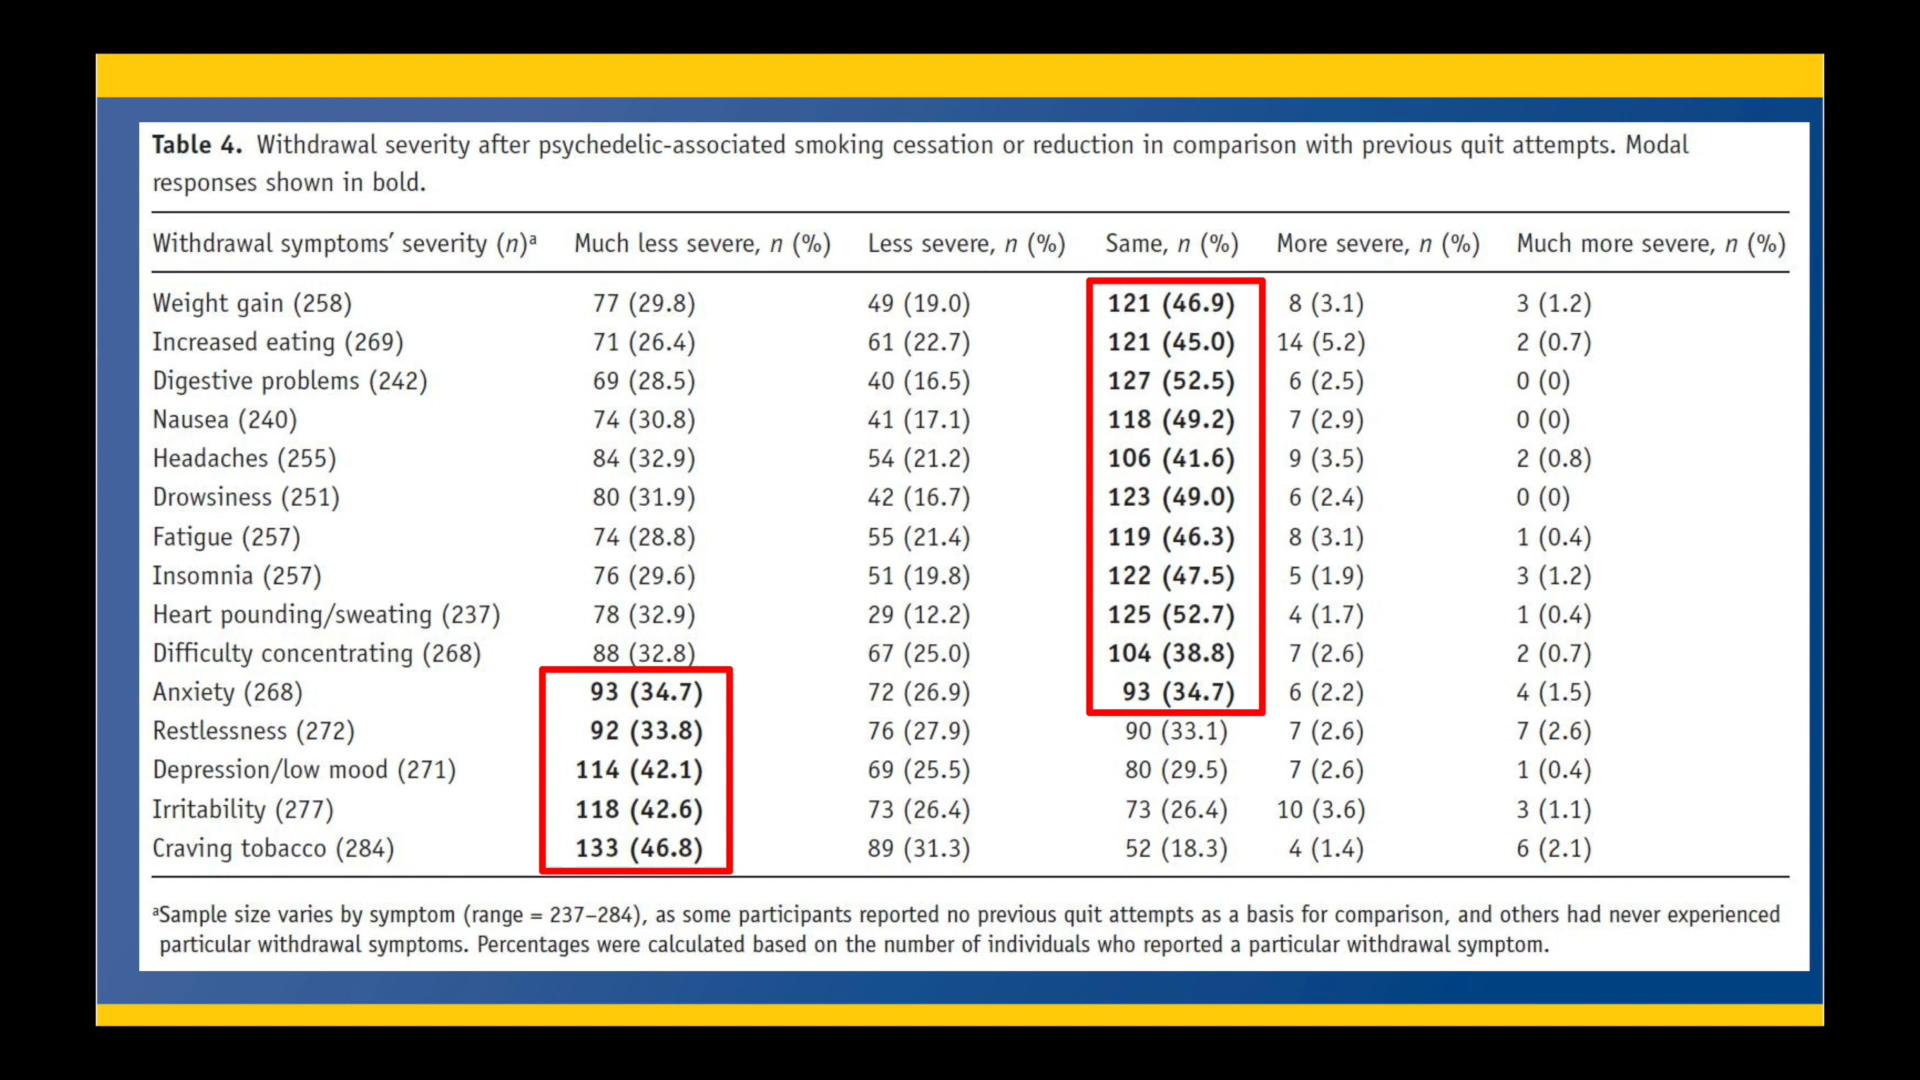 Table 4. Withdrawal severity after psychedelic-associated smoking cessation or reduction in comparison with previous quit attempts. Modal
responses shown in bold.
Withdrawal symptoms’ severity (n)ª Much less severe, n (%) Less severe, n (%) Same, n (%) More severe, n (%) Much more severe, n (%)
Weight gain (258) 77 (29.8) 49 (19.0) 121 (46.9) 8 (3.1) 3 (1.2)
Increased eating (269) 71 (26.4) 61 (22.7) 121 (45.0) 14 (5.2) 2 (0.7)
Digestive problems (242) 69 (28.5) 40 (16.5) 127 (52.5) 6 (2.5) 0 (0)
Nausea (240) 74 (30.8) 41 (17.1) 118 (49.2) 7 (2.9) 0 (0)
Headaches (255) 84 (32.9) 54 (21.2) 106 (41.6) 9 (3.5) 2 (0.8)
Drowsiness (251) 80 (31.9) 42 (16.7) 123 (49.0) 6 (2.4) 0 (0)
Fatigue (257) 74 (28.8) 55 (21.4) 119 (46.3) 8 (3.1) 1 (0.4)
Insomnia (257) 76 (29.6) 51 (19.8) 122 (47.5) 5 (1.9) 3 (1.2)
Heart pounding/sweating (237) 78 (32.9) 29 (12.2) 125 (52.7) 4 (1.7) 1 (0.4)
Difficulty concentrating (268) 88 (32.8) 67 (25.0) 104 (38.8) 7 (2.6) 2 (0.7)
Anxiety (268) 93 (34.7) 72 (26.9) 93 (34.7) 6 (2.2) 4 (1.5)
Restlessness (272) 92 (33.8) 76 (27.9) 90 (33.1) 7 (2.6) 7 (2.6)
Depression/low mood (271) 114 (42.1) 69 (25.5) 80 (29.5) 7 (2.6) 1 (0.4)
Irritability (277) 118 (42.6) 73 (26.4) 73 (26.4) 10 (3.6) 3 (1.1)
Craving tobacco (284) 133 (46.8) 89 (31.3) 52 (18.3) 4 (1.4) 6 (2.1)
ªSample size varies by symptom (range = 237–284), as some participants reported no previous quit attempts as a basis for comparison, and others had never experienced
particular withdrawal symptoms. Percentages were calculated based on the number of individuals who reported a particular withdrawal symptom.